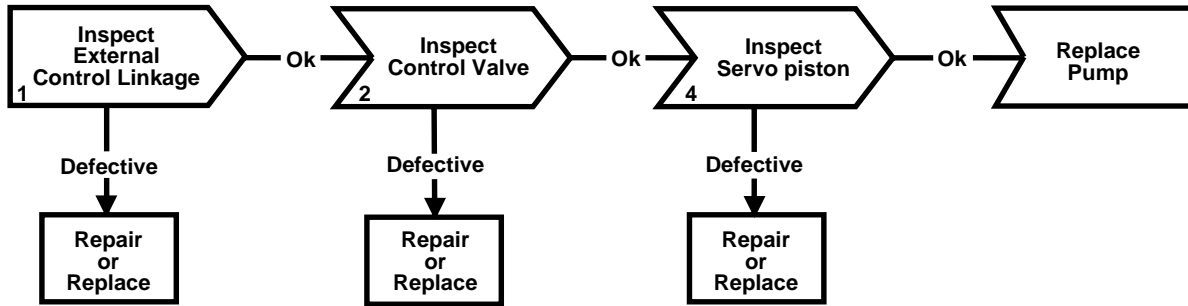 Inspect
External
Control Linkage
1
Ok
Inspect
Control Valve
2
Ok
Inspect
Servo piston
4
Ok
Replace
Pump
Defective
Defective
Defective
Repair
or
Replace
Repair
or
Replace
Repair
or
Replace